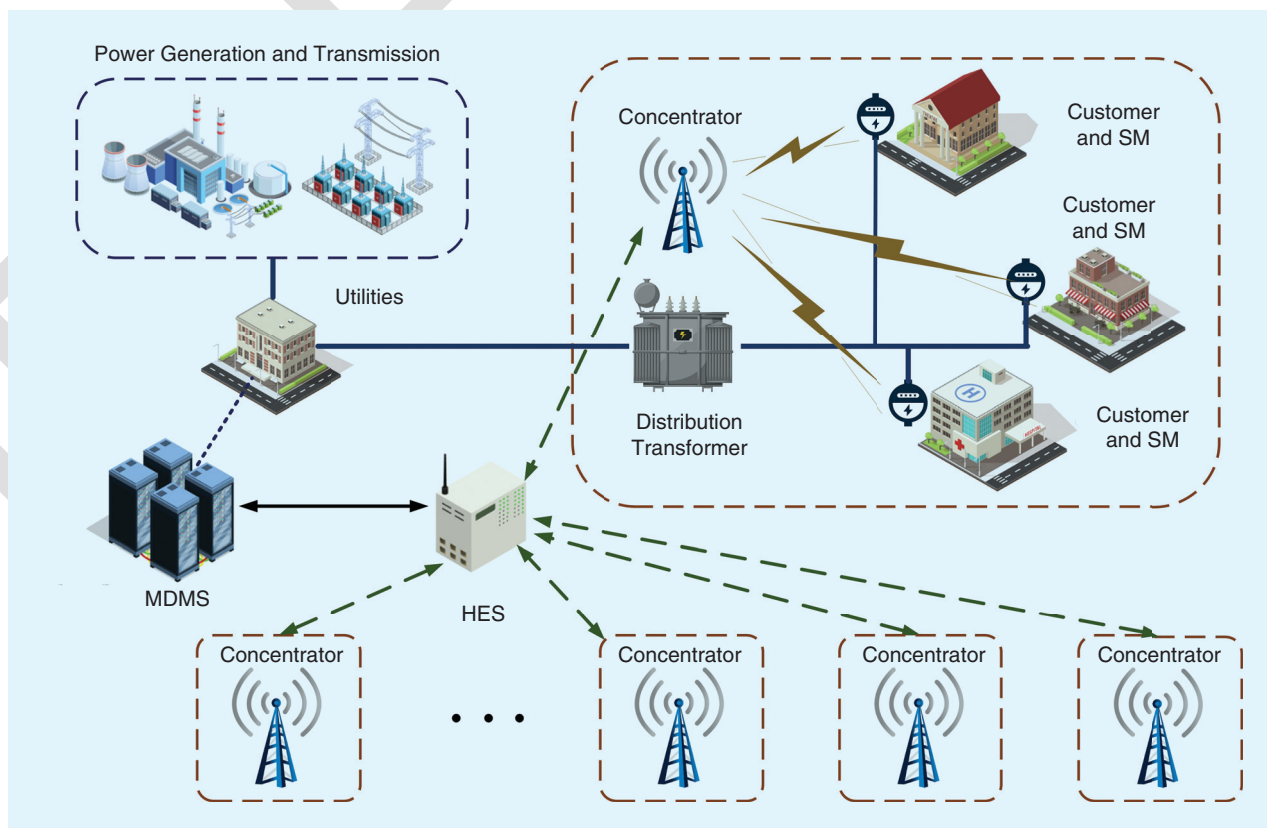 Power Generation and Transmission
Concentrator
Customer
and SM
Customer
and SM
Utilities
Distribution
Transformer
Customer
and SM
MDMS
HES
Concentrator
Concentrator
Concentrator
Concentrator
H